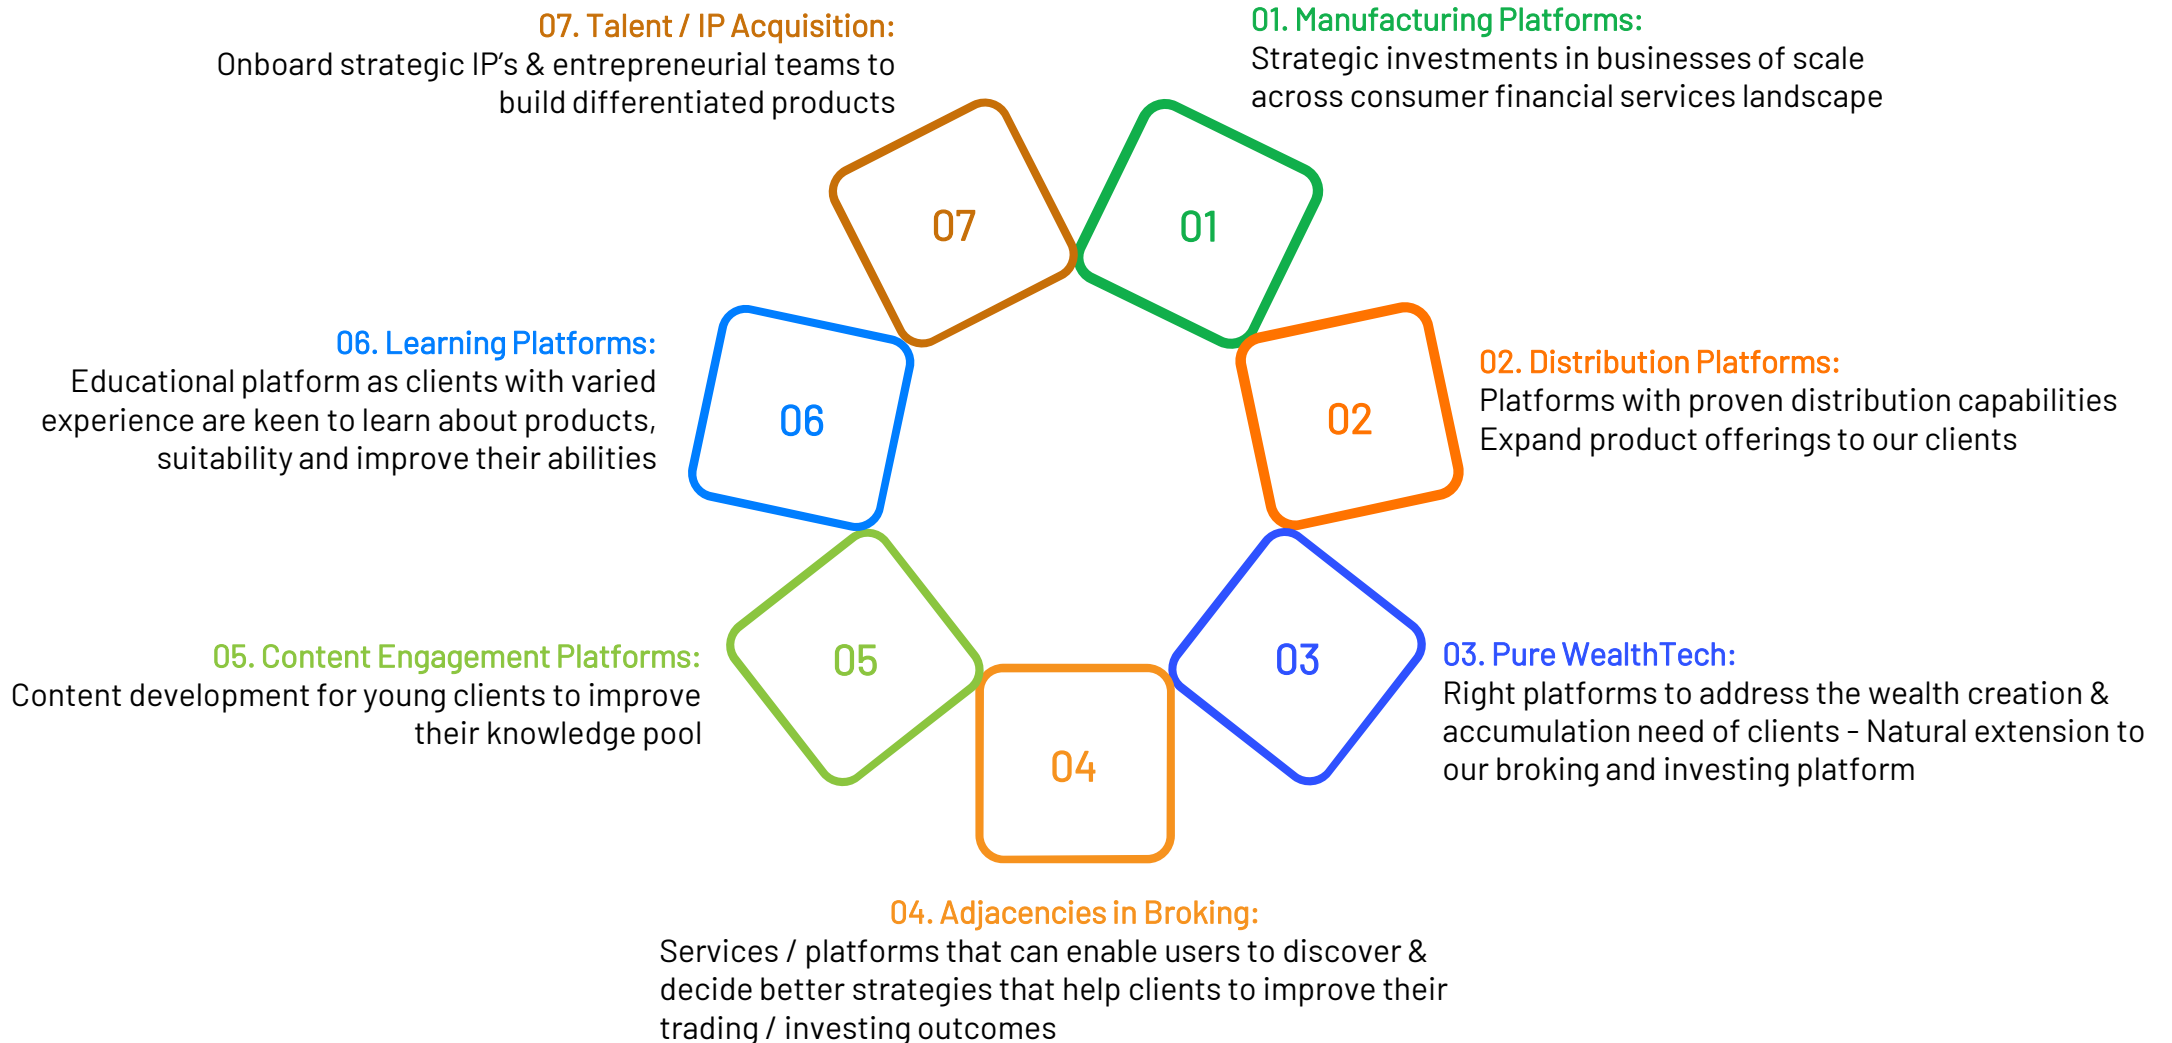 07. Talent / IP Acquisition:
Onboard strategic IP's & entrepreneurial teams to
build differentiated products
01. Manufacturing Platforms:
Strategic investments in businesses of scale
across consumer financial services landscape
07
01
06. Learning Platforms:
Educational platform as clients with varied
experience are keen to learn about products,
suitability and improve their abilities
06
02
02. Distribution Platforms:
Platforms with proven distribution capabilities
Expand product offerings to our clients
05. Content Engagement Platforms:
Content development for young clients to improve
their knowledge pool
05
03
03. Pure WealthTech:
Right platforms to address the wealth creation &
accumulation need of clients - Natural extension to
our broking and investing platform
04
04. Adjacencies in Broking:
Services / platforms that can enable users to discover &
decide better strategies that help clients to improve their
trading / investing outcomes